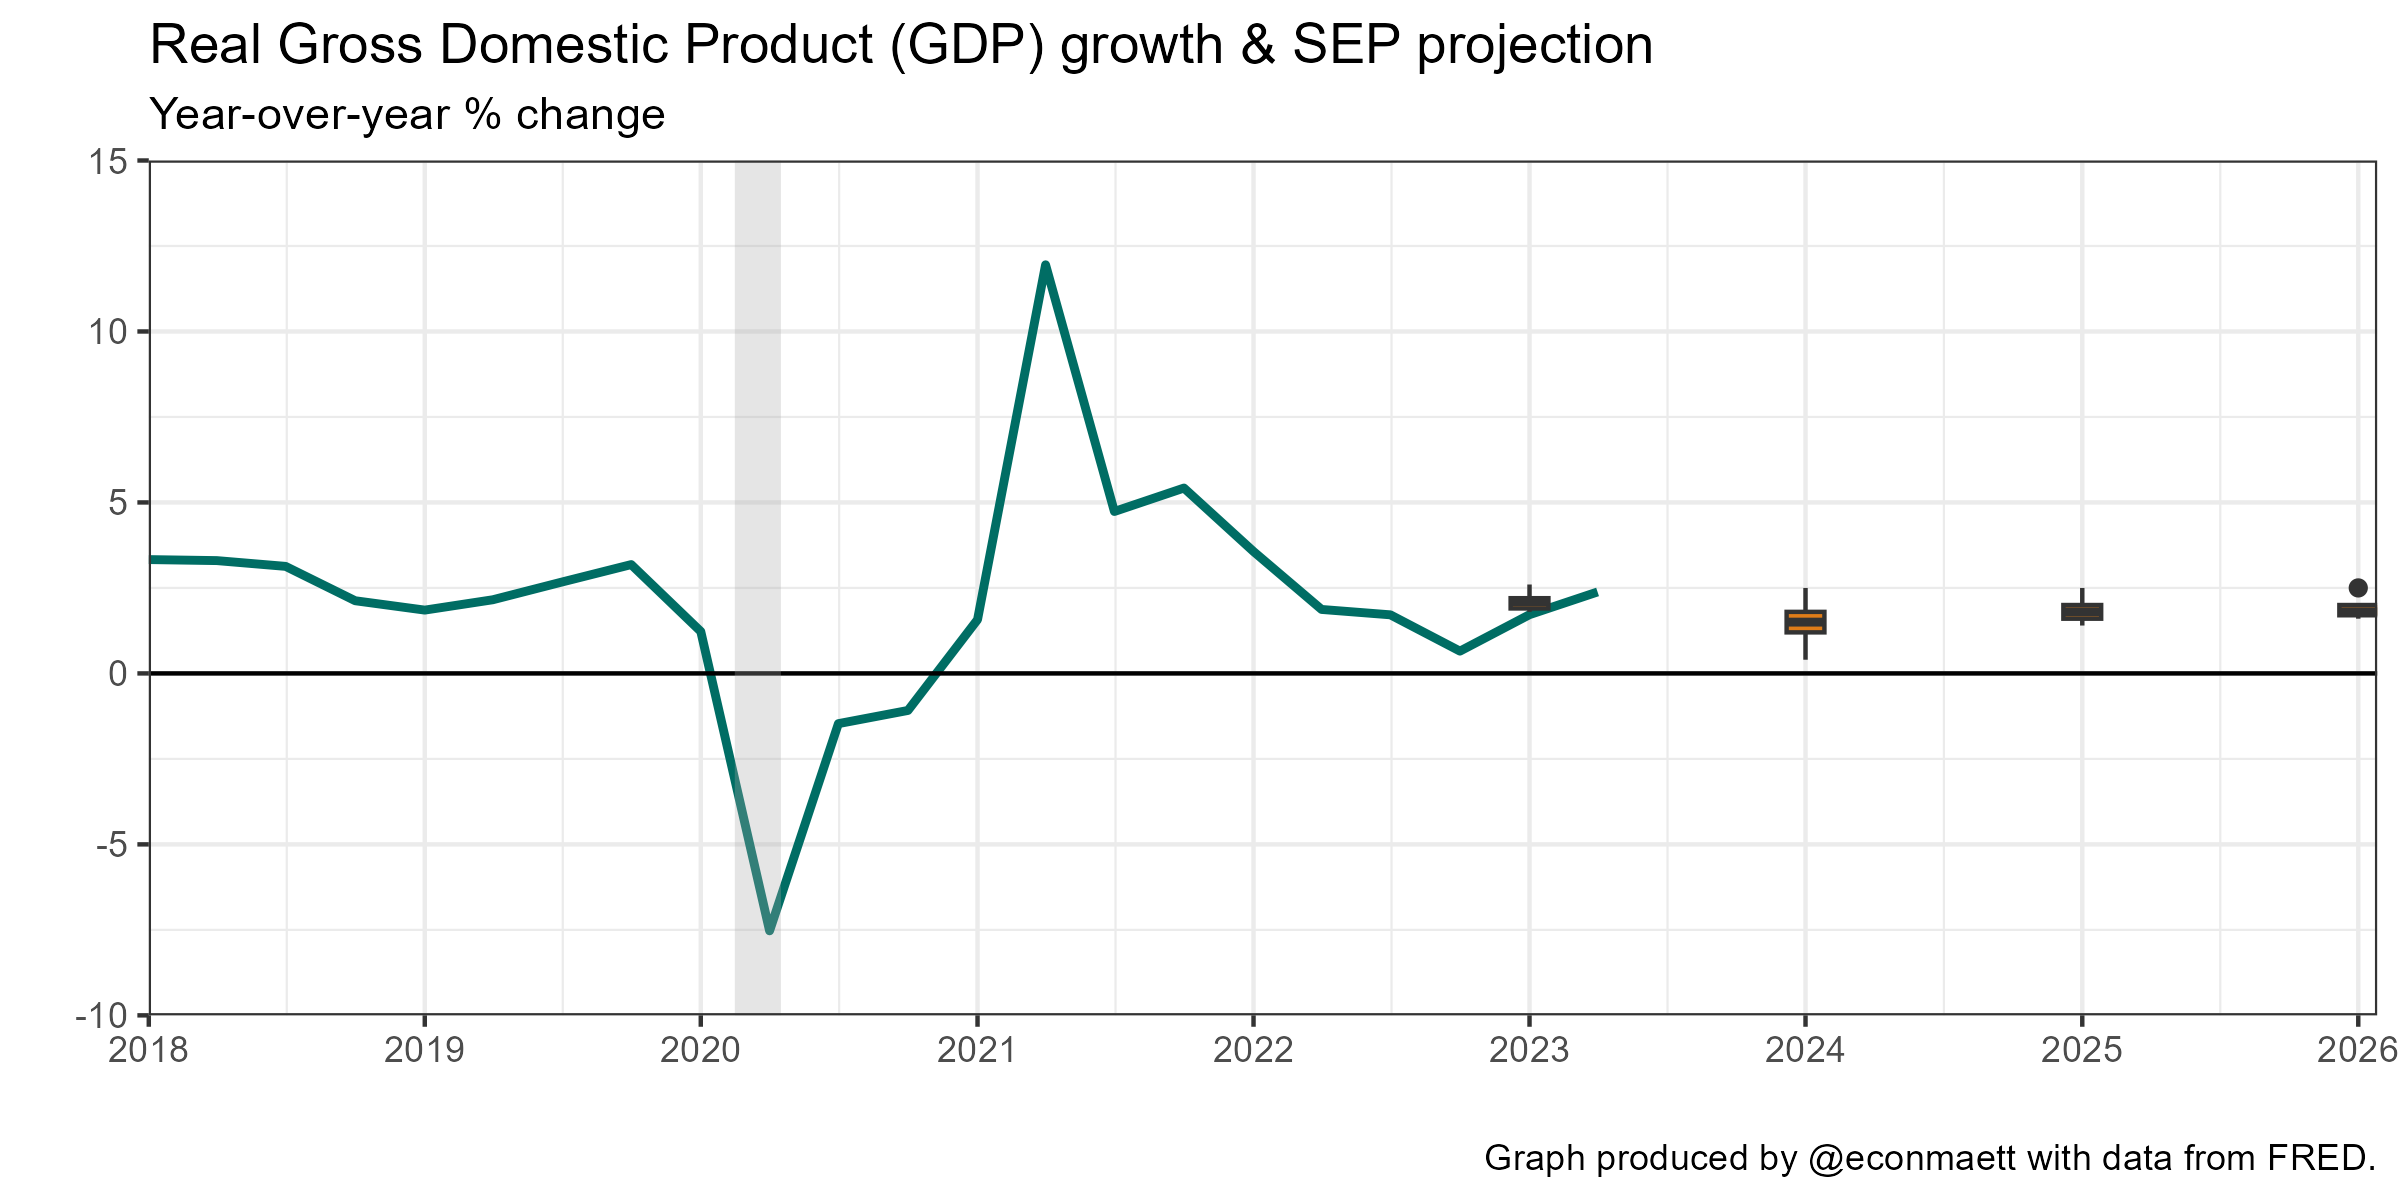 Real Gross Domestic Product (GDP) growth & SEP projection
Year-over-year % change
15
10
5
0
-5
-10
2018 2019 2020 2021 2022 2023 2024 2025 2026
Graph produced by @econmaett with data from FRED.